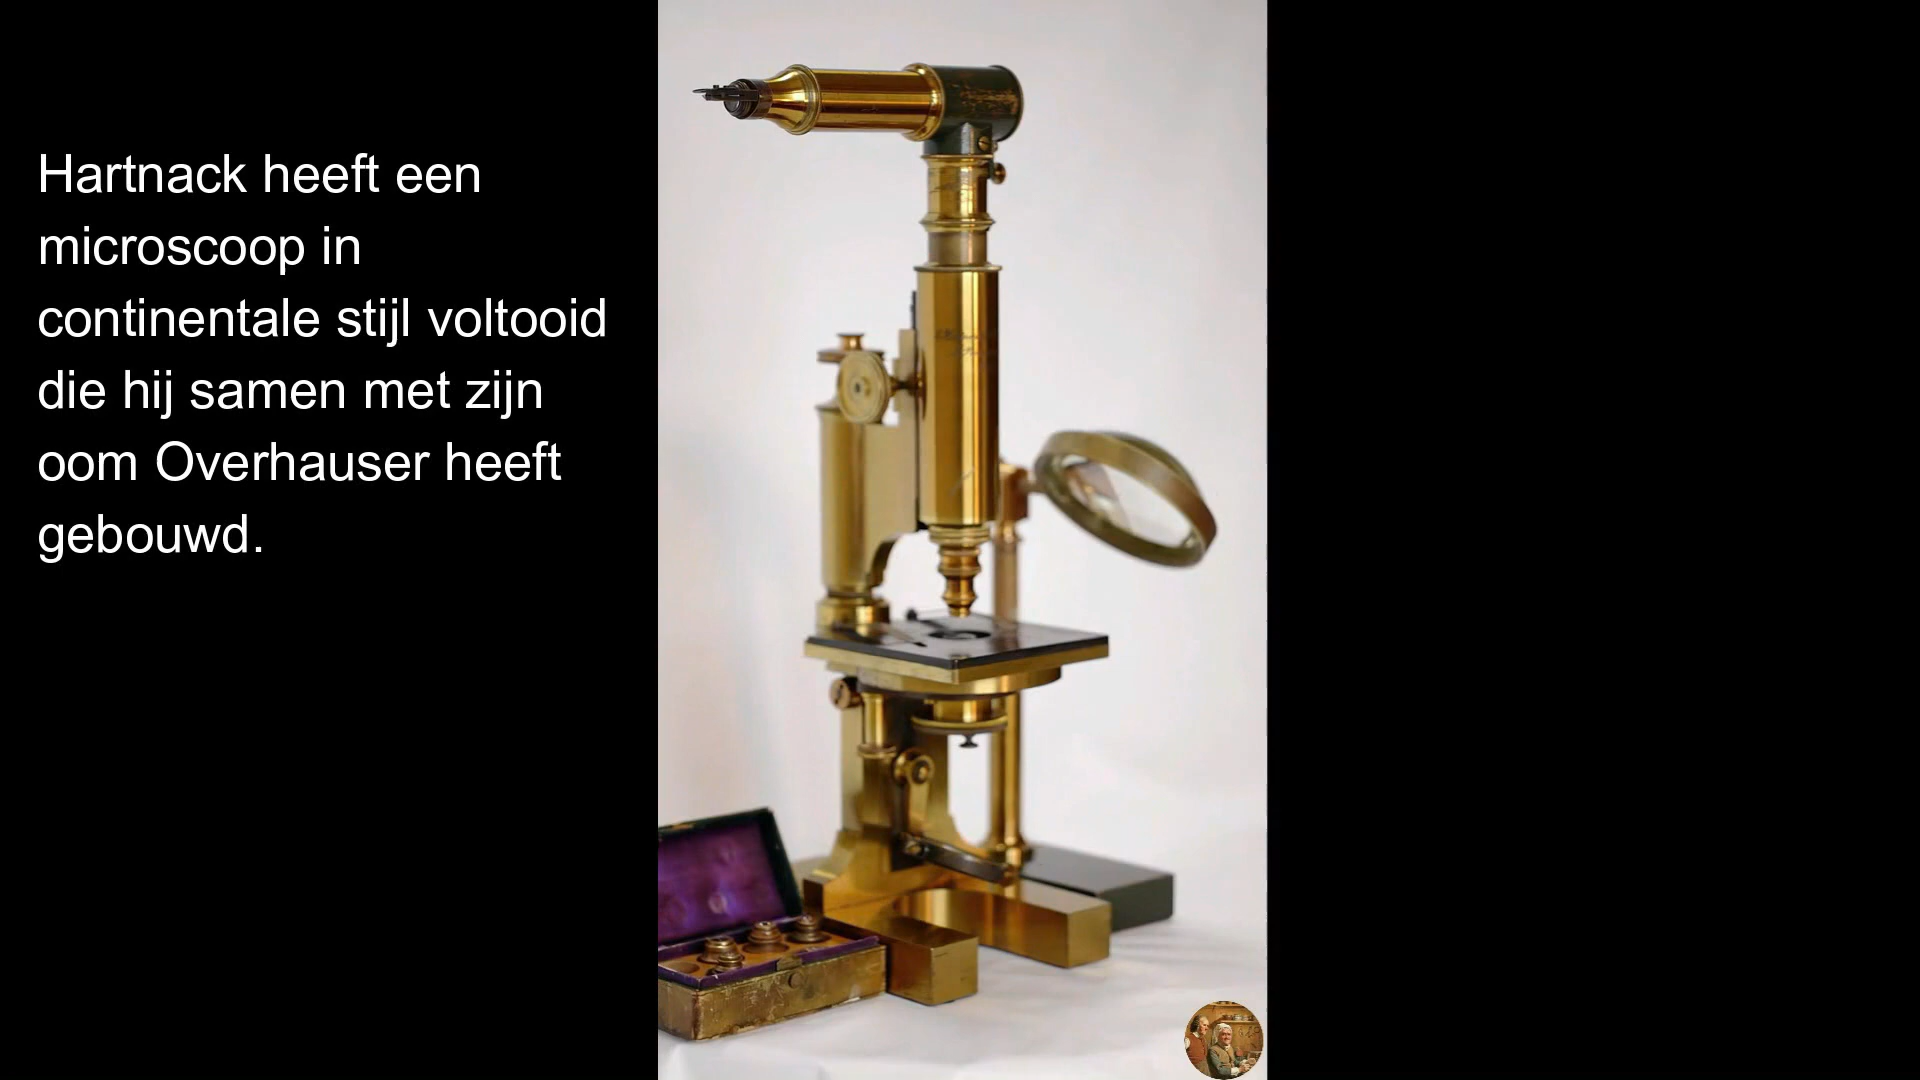 Hartnack heeft een
microscoop in
continentale stijl voltooid
die hij samen met zijn
oom Overhauser heeft
gebouwd.